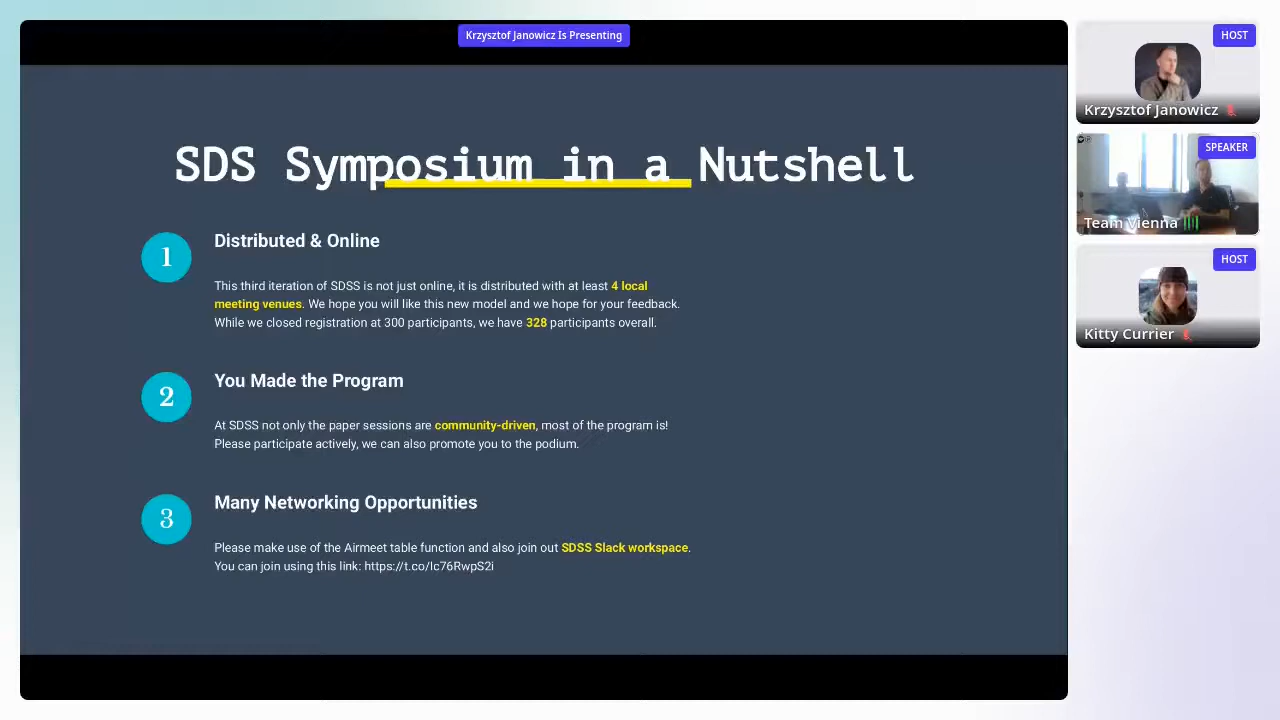 Krzysztof Janowicz Is Presenting
SDS Symposium in a Nutshell
1
Distributed & Online
This third iteration of SDSS is not just online, it is distributed with at least 4 local
meeting venues. We hope you will like this new model and we hope for your feedback.
While we closed registration at 300 participants, we have 328 participants overall.
2
You Made the Program
At SDSS not only the paper sessions are community-driven, most of the program is!
Please participate actively, we can also promote you to the podium.
3
Many Networking Opportunities
Please make use of the Airmeet table function and also join out SDSS Slack workspace.
You can join using this link: https://t.co/lc76RwpS2i
HOST
Krzysztof Janowicz
SPEAKER
Team Vienna
HOST
Kitty Currier